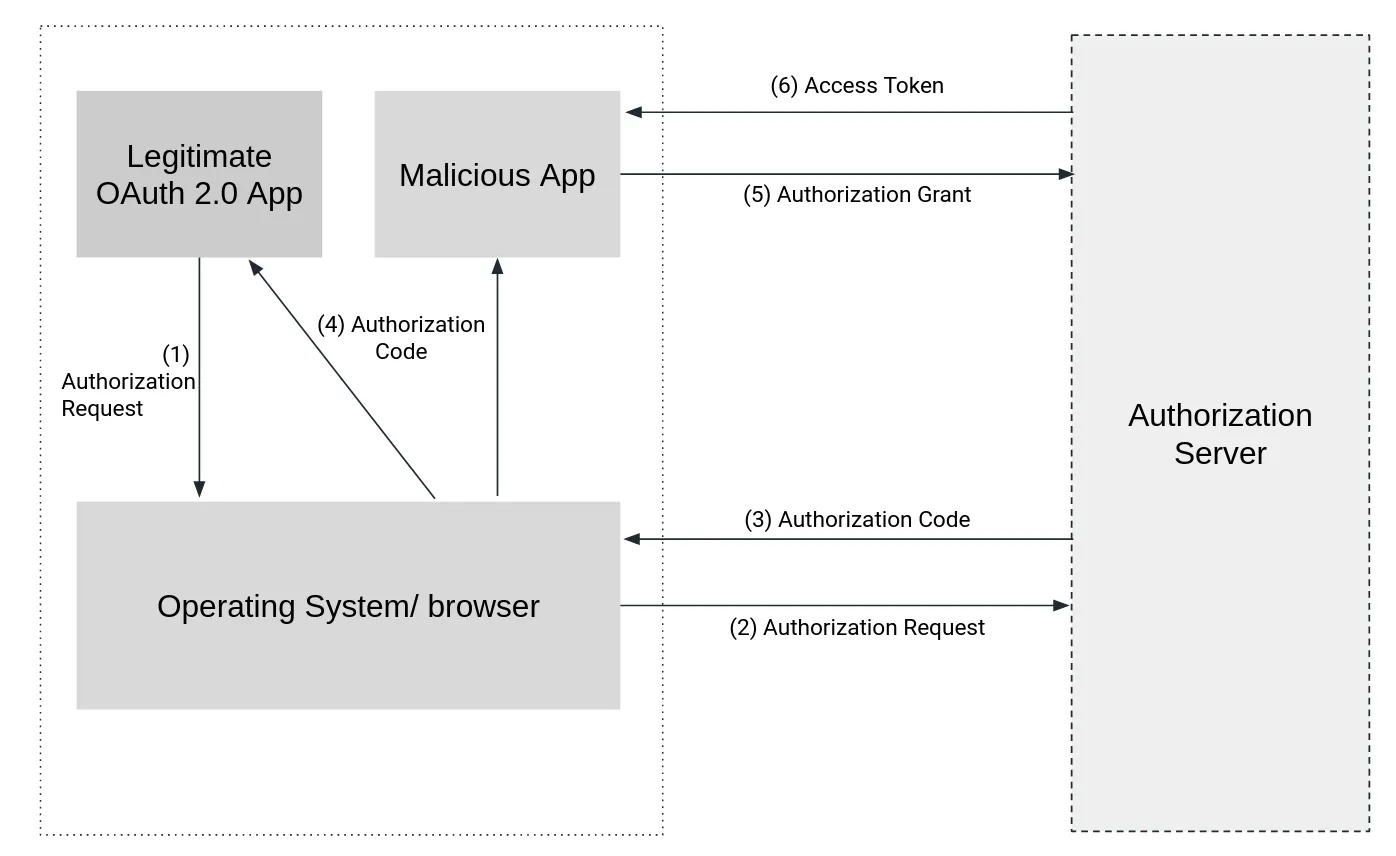 (6) Access Token
Legitimate
OAuth 2.0 App
Malicious App
(5) Authorization Grant
(4) Authorization
Code
(1)
Authorization
Request
Authorization
Server
(3) Authorization Code
Operating System/ browser
(2) Authorization Request